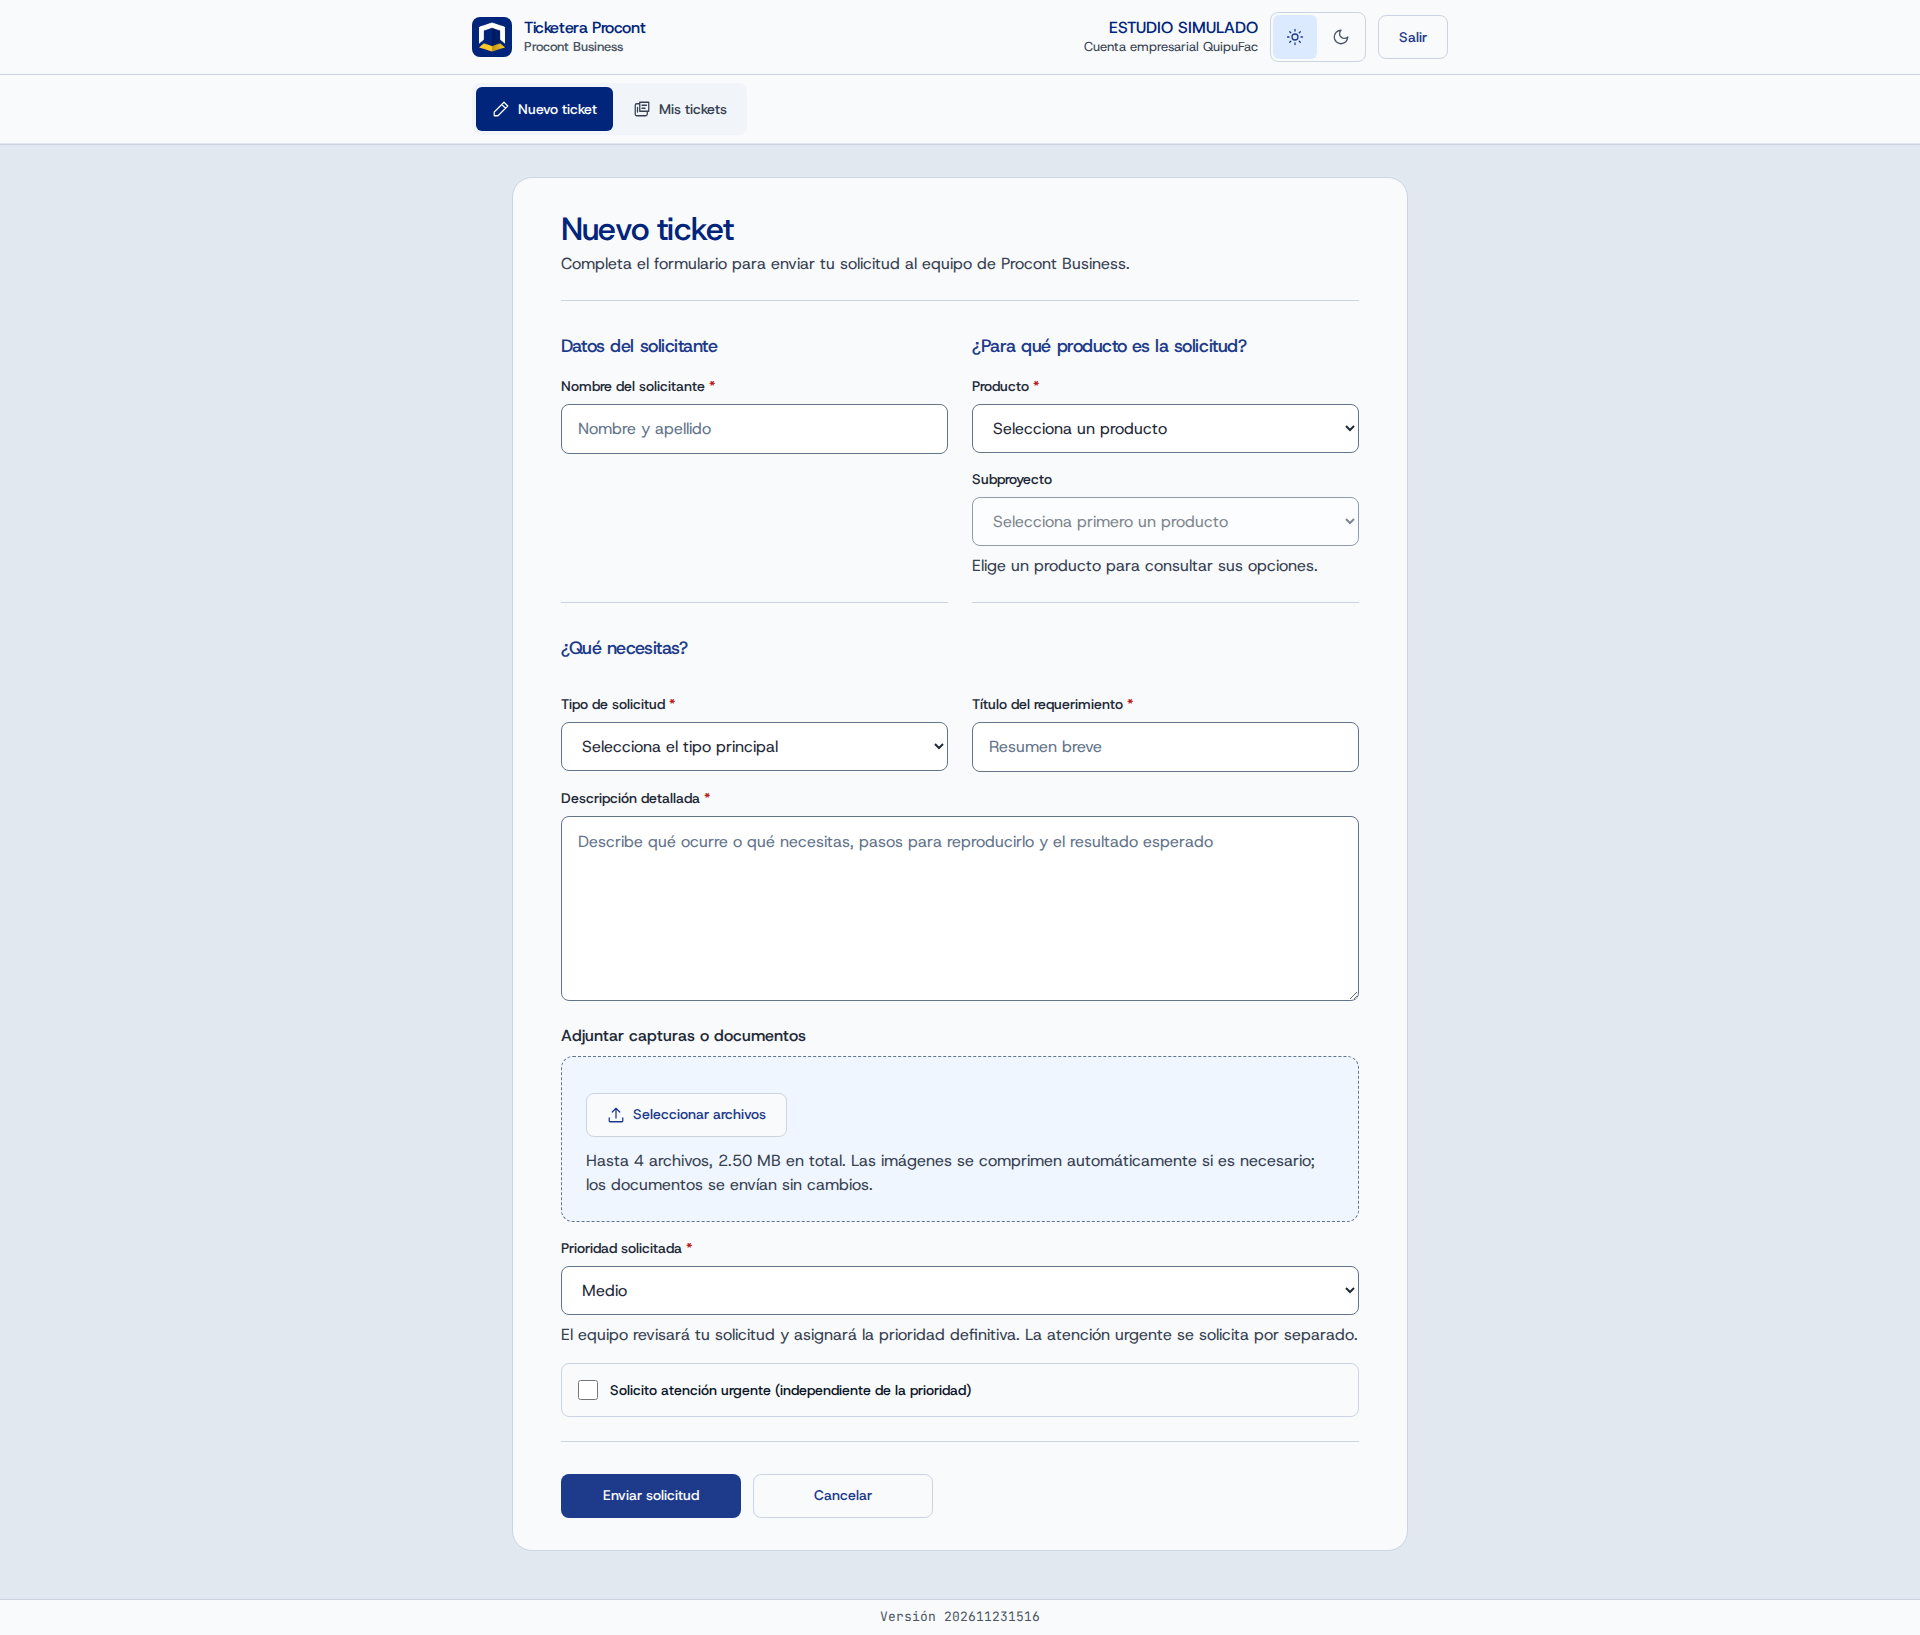 Ticketera Procont
Procont Business
ESTUDIO SIMULADO
Cuenta empresarial QuipuFac
Salir
Nuevo ticket
Mis tickets
Nuevo ticket
Completa el formulario para enviar tu solicitud al equipo de Procont Business.
Datos del solicitante
Nombre del solicitante *
Nombre y apellido
¿Para qué producto es la solicitud?
Producto *
Selecciona un producto
Subproyecto
Selecciona primero un producto
Elige un producto para consultar sus opciones.
¿Qué necesitas?
Tipo de solicitud *
Selecciona el tipo principal
Título del requerimiento *
Resumen breve
Descripción detallada *
Describe qué ocurre o qué necesitas, pasos para reproducirlo y el resultado esperado
Adjuntar capturas o documentos
Seleccionar archivos
Hasta 4 archivos, 2.50 MB en total. Las imágenes se comprimen automáticamente si es necesario;
los documentos se envían sin cambios.
Prioridad solicitada *
Medio
El equipo revisará tu solicitud y asignará la prioridad definitiva. La atención urgente se solicita por separado.
Solicito atención urgente (independiente de la prioridad)
Enviar solicitud
Cancelar
Versión 202611231516